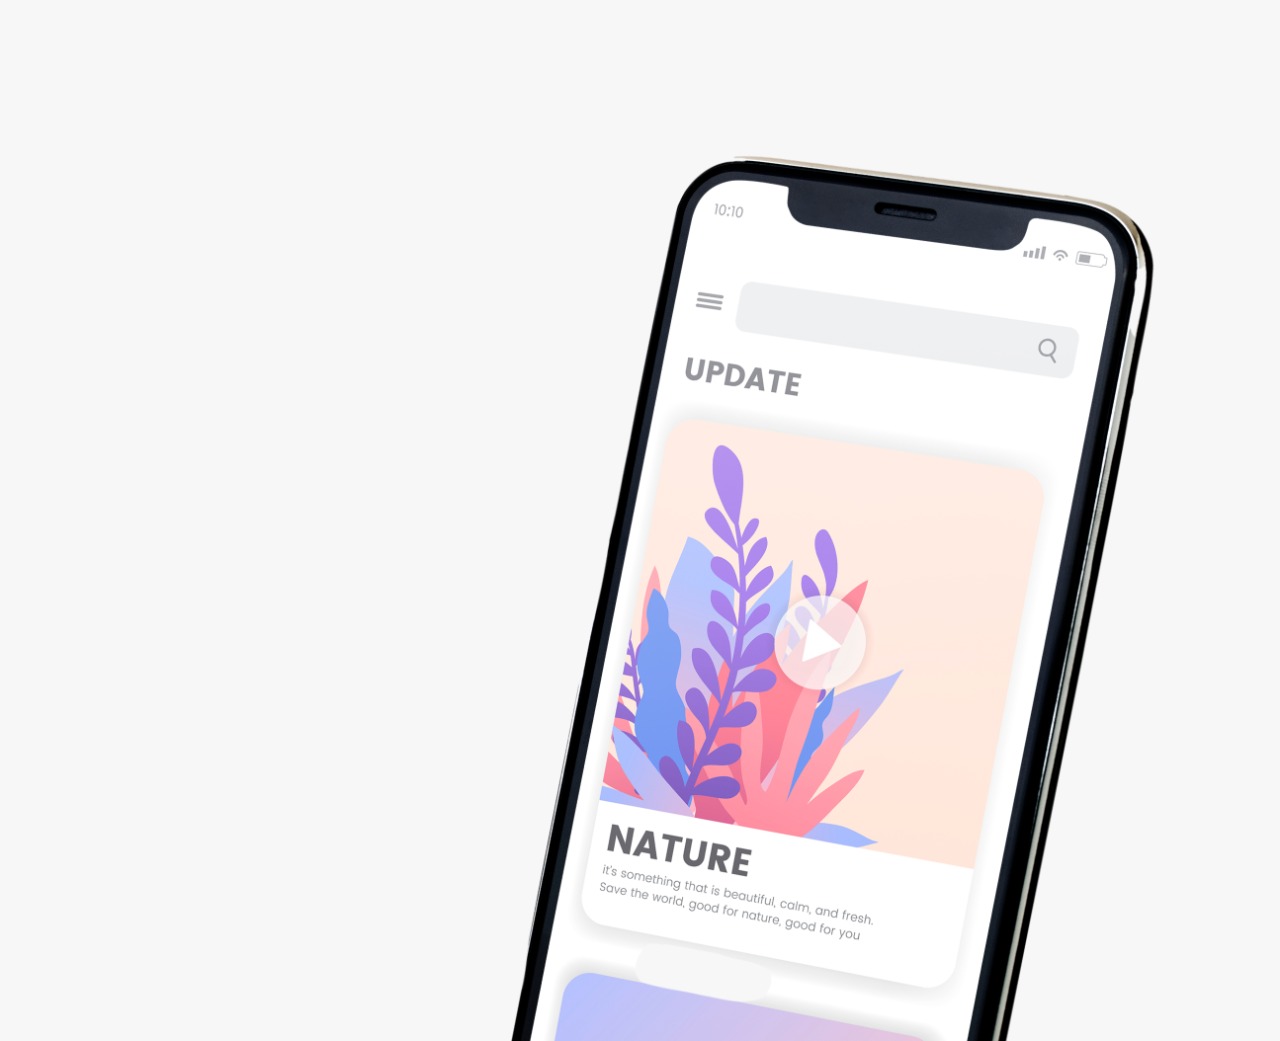 10:10
UPDATE
NATURE
it's something that is beautiful, calm, and fresh.
Save the world, good for nature, good for you